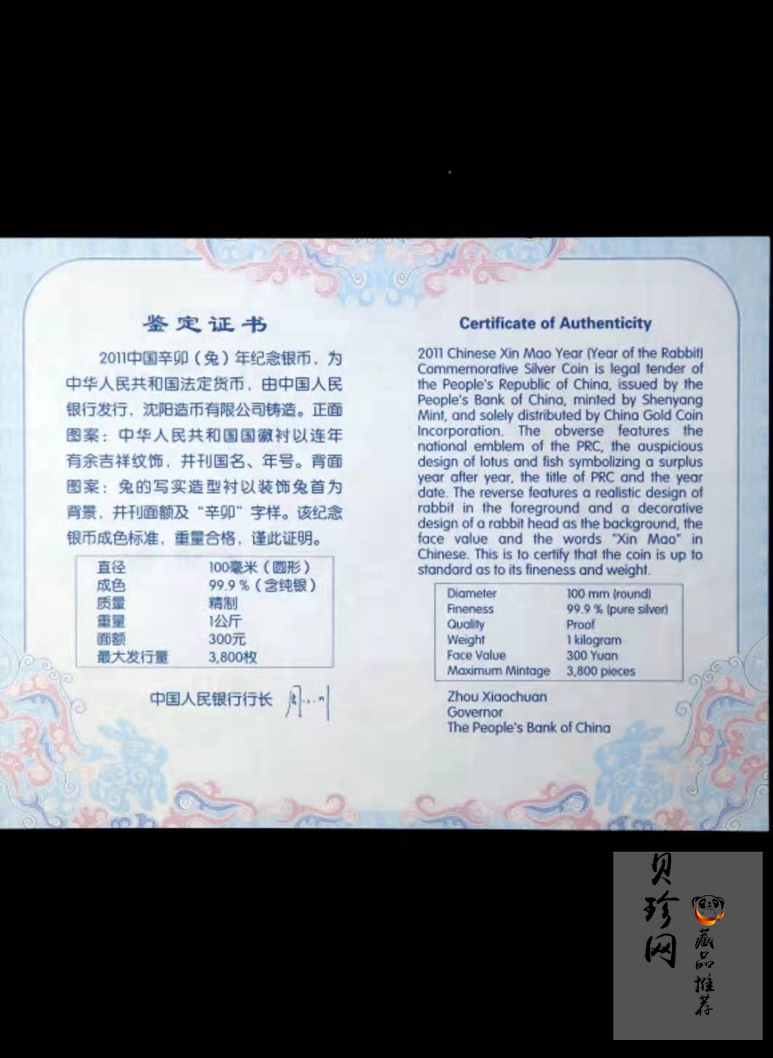 鉴定证书
2011中国辛卯（兔）年纪念银币，为
中华人民共和国法定货币，由中国人民
银行发行，沈阳造币有限公司铸造。正面
图案：中华人民共和国国徽衬以连年
有余吉祥纹饰，并刊国名、年号。背面
图案：兔的写实造型衬以装饰兔首为
背景，并刊面额及“辛卯”字样。该纪念
银币成色标准，重量合格，谨此证明。
直径 100毫米（圆形）
成色 99.9%（含纯银）
质量 精制
重量 1公斤
面额 300元
最大发行量 3,800枚
中国人民银行行长
Certificate of Authenticity
2011 Chinese Xin Mao Year (Year of the Rabbit)
Commemorative Silver Coin is legal tender of
the People's Republic of China, issued by the
People's Bank of China, minted by Shenyang
Mint, and solely distributed by China Gold Coin
Incorporation. The obverse features the
national emblem of the PRC, the auspicious
design of lotus and fish symbolizing a surplus
year after year, the title of PRC and the year
date. The reverse features a realistic design of
rabbit in the foreground and a decorative
design of a rabbit head as the background, the
face value and the words "Xin Mao" in
Chinese. This is to certify that the coin is up to
standard as to its fineness and weight.
Diameter 100 mm (round)
Fineness 99.9 % (pure silver)
Quality Proof
Weight 1 kilogram
Face Value 300 Yuan
Maximum Mintage 3,800 pieces
Zhou Xiaochuan
Governor
The People's Bank of China
贝珍网
藏品推荐